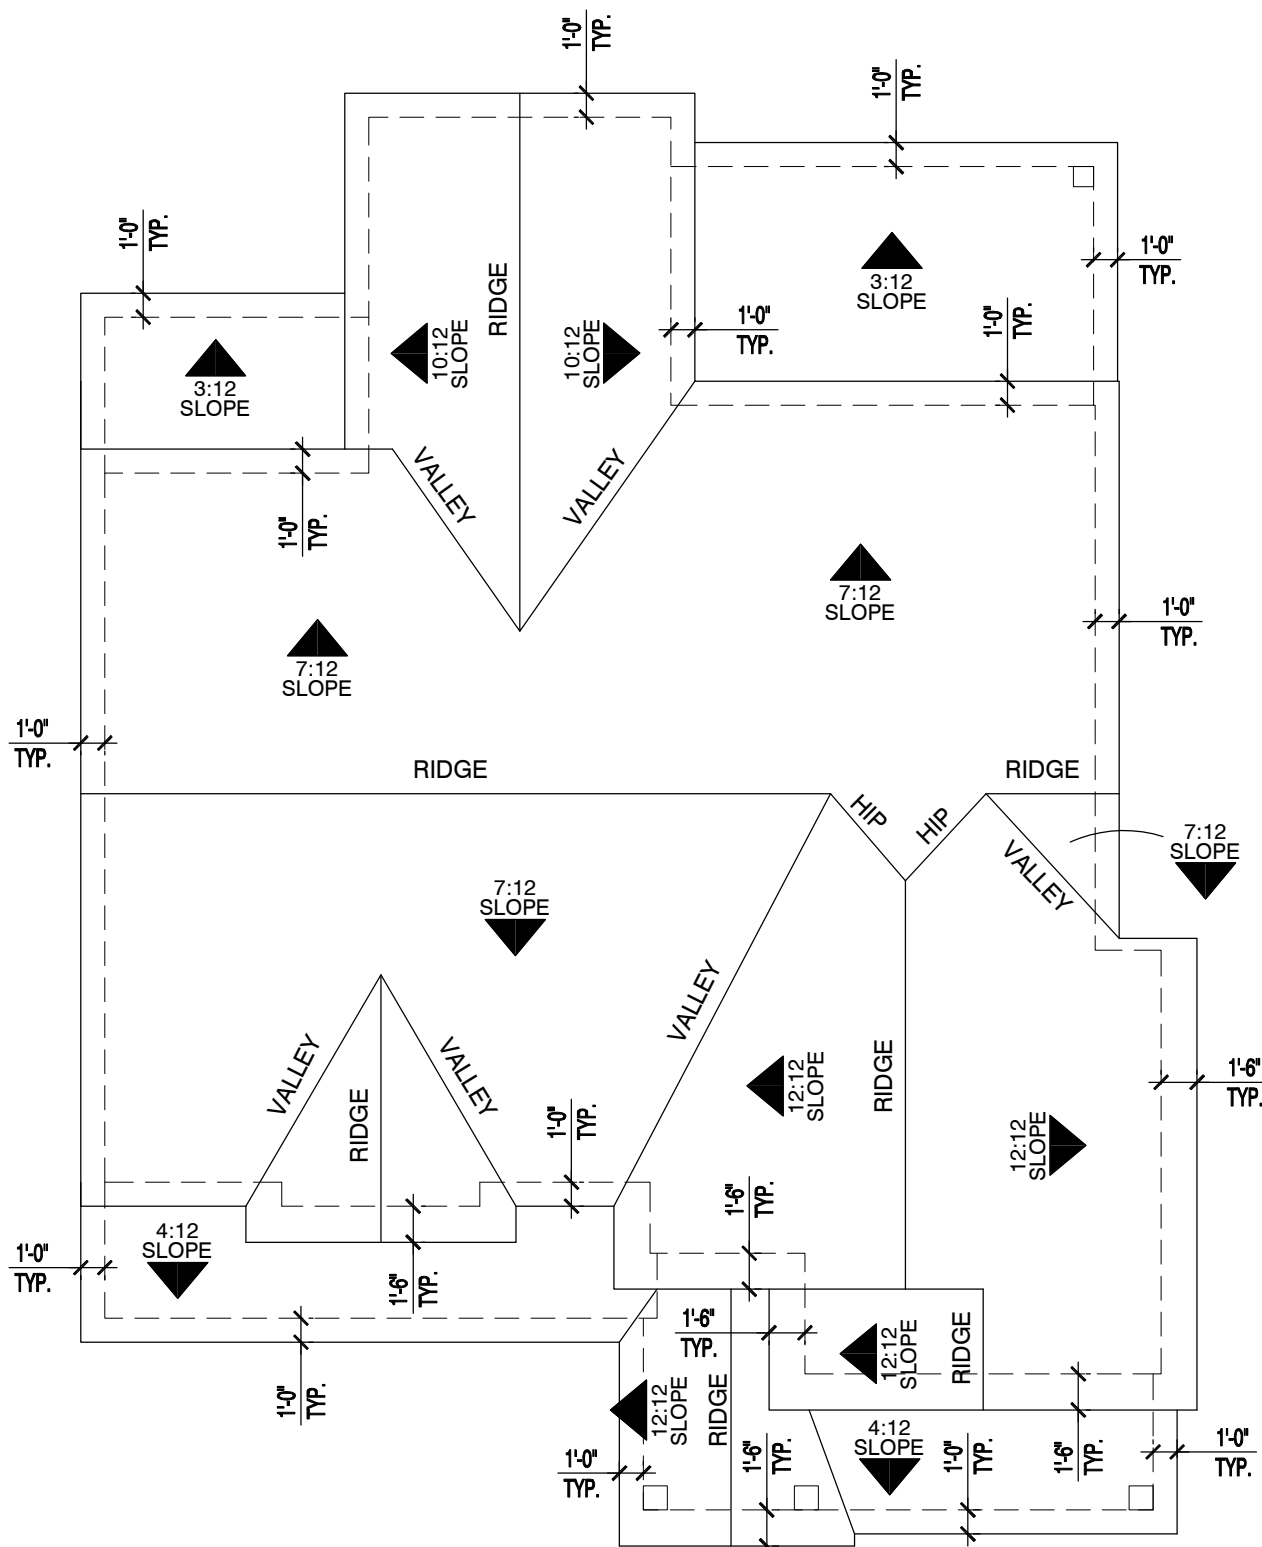 1'-0"
TYP.
1'-0"
TYP.
1'-0"
TYP.
1'-0"
TYP.
RIDGE
3:12
SLOPE
1'-0"
TYP.
1'-0"
TYP.
10:12
SLOPE
10:12
SLOPE
3:12
SLOPE
VALLEY
VALLEY
1'-0"
TYP.
7:12
SLOPE
1'-0"
TYP.
7:12
SLOPE
1'-0"
TYP.
RIDGE
RIDGE
HIP
HIP
7:12
SLOPE
VALLEY
7:12
SLOPE
VALLEY
VALLEY
VALLEY
RIDGE
RIDGE
12:12
SLOPE
1'-6"
TYP.
12:12
SLOPE
1'-0"
TYP.
1'-6"
TYP.
4:12
SLOPE
1'-0"
TYP.
1'-6"
TYP.
1'-6"
TYP.
12:12
SLOPE
RIDGE
1'-0"
TYP.
12:12
SLOPE
RIDGE
4:12
SLOPE
1'-0"
TYP.
1'-6"
TYP.
1'-0"
TYP.
1'-6"
TYP.
1'-0"
TYP.